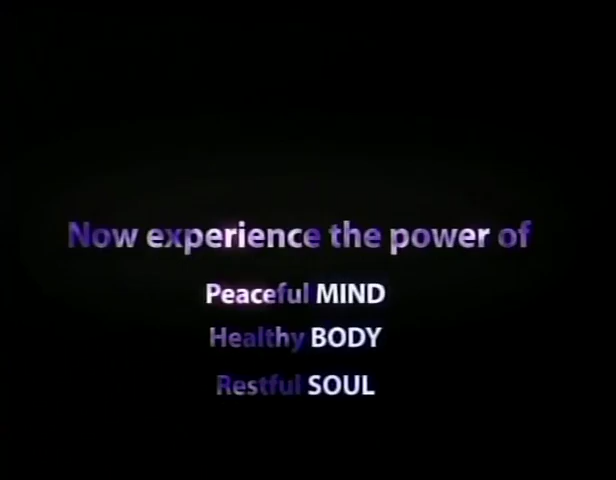 Now experience the power of
Peaceful MIND
Healthy BODY
Restful SOUL